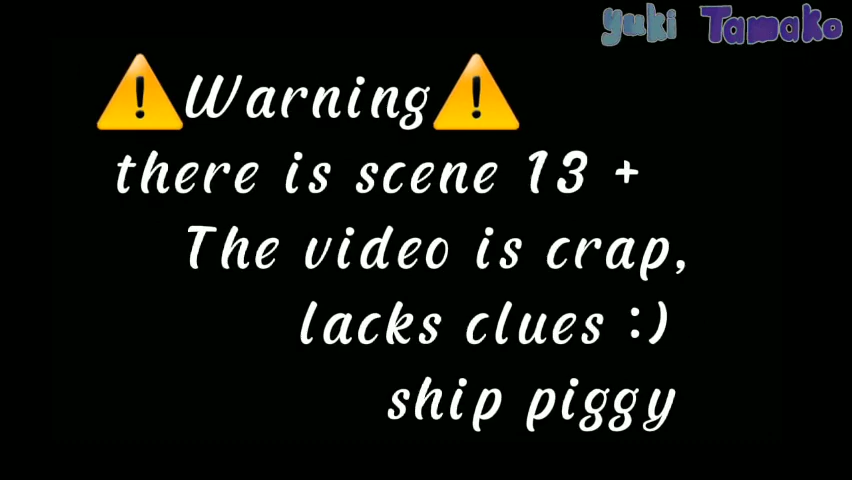 yuki Tamako
⚠️Warning⚠️
there is scene 13 +
The video is crap,
lacks clues :)
ship piggy